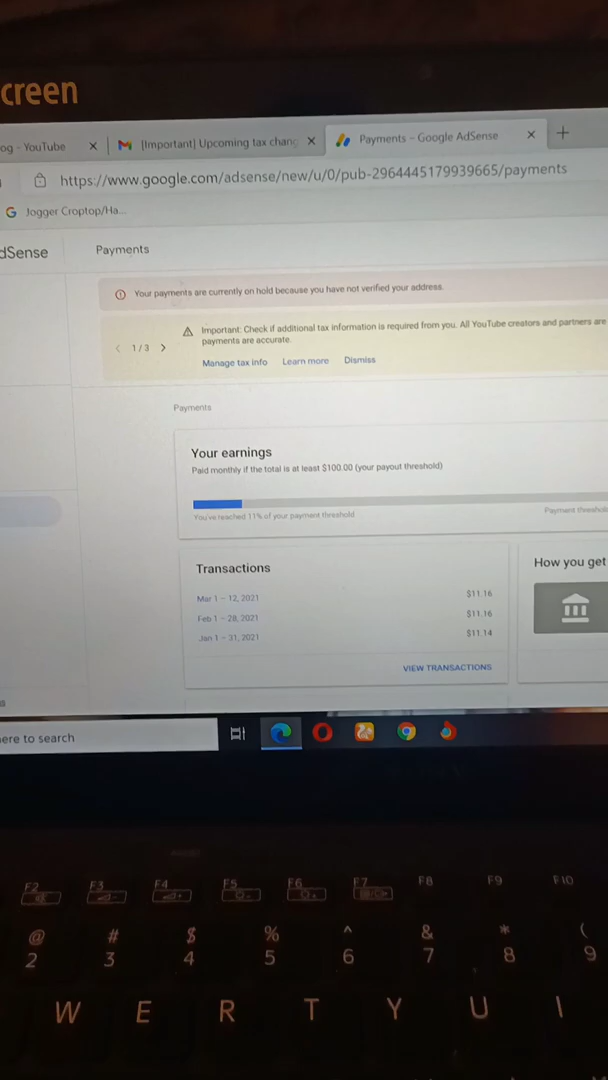 creen
og - YouTube
[Important] Upcoming tax chang
Payments - Google AdSense
https://www.google.com/adsense/new/u/0/pub-2964445179939665/payments
Jogger Croptop/Ha...
dSense
Payments
Your payments are currently on hold because you have not verified your address.
Important: Check if additional tax information is required from you. All YouTube creators and partners are
payments are accurate.
1/3
Manage tax info Learn more Dismiss
Payments
Your earnings
Paid monthly if the total is at least $100.00 (your payout threshold)
You've reached 11% of your payment threshold
Payment threshold
Transactions
Mar 1 – 12, 2021 $11.16
Feb 1 – 28, 2021 $11.16
Jan 1 – 31, 2021 $11.14
VIEW TRANSACTIONS
How you get
ere to search
F2 F3 F4 F5 F6 F7 F8 F9 F10
@ # $ % ^ & * (
2 3 4 5 6 7 8 9
W E R T Y U I